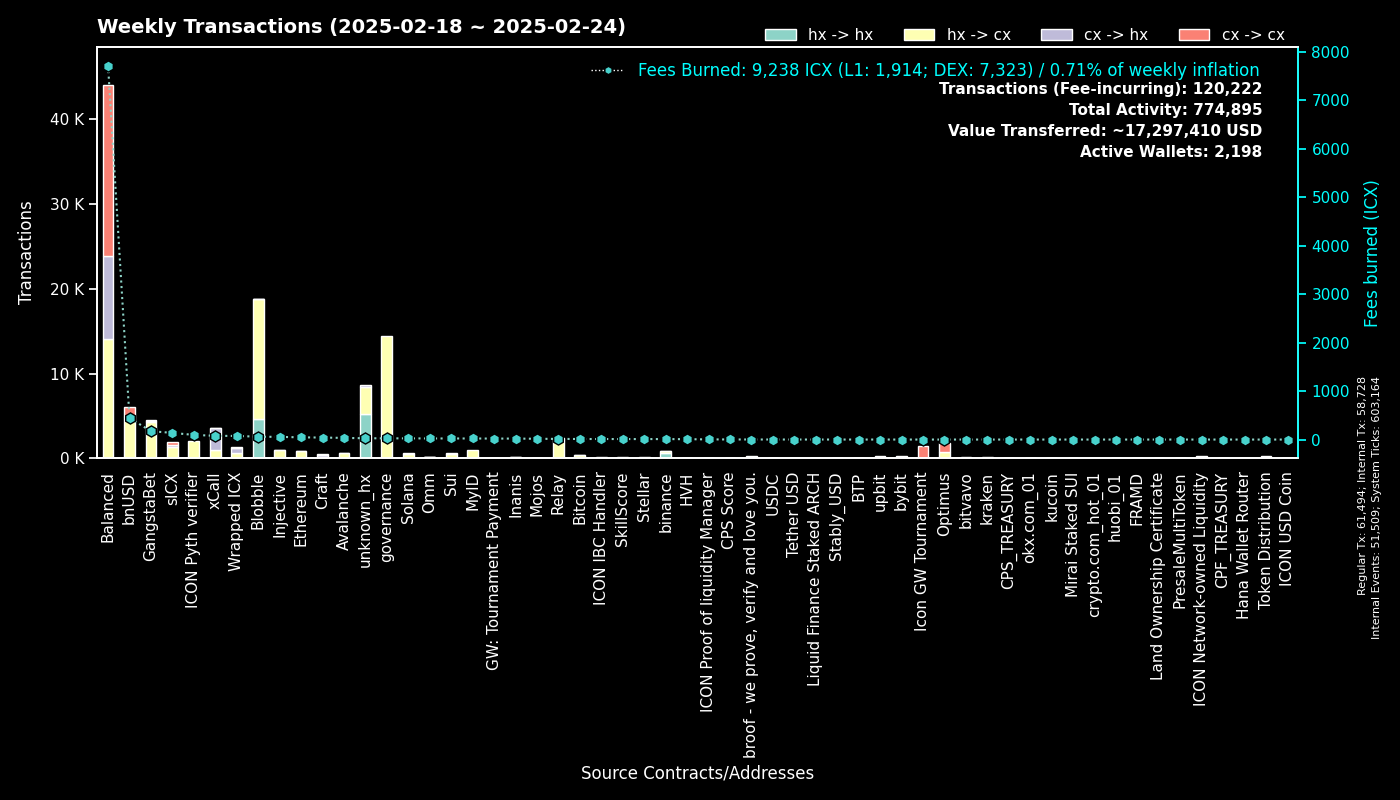 Weekly Transactions (2025-02-18 ~ 2025-02-24)
hx -> hx
hx -> cx
cx -> hx
cx -> cx
Fees Burned: 9,238 ICX (L1: 1,914; DEX: 7,323) / 0.71% of weekly inflation
Transactions (Fee-incurring): 120,222
Total Activity: 774,895
Value Transferred: ~17,297,410 USD
Active Wallets: 2,198
Transactions
40 K
30 K
20 K
10 K
0 K
8000
7000
6000
5000
4000
3000
2000
1000
0
Fees burned (ICX)
Regular Tx: 61,494; Internal Tx: 58,728
Internal Events: 51,509; System Ticks: 603,164
Balanced
bnUSD
GangstaBet
sICX
ICON Pyth verifier
xCall
Wrapped ICX
Blobble
Injective
Ethereum
Craft
Avalanche
unknown_hx
governance
Solana
Omm
Sui
MyID
GW: Tournament Payment
Inanis
Mojos
Relay
Bitcoin
ICON IBC Handler
SkillScore
Stellar
binance
HVH
ICON Proof of liquidity Manager
CPS Score
broof - we prove, verify and love you.
USDC
Tether USD
Liquid Finance Staked ARCH
Stably_USD
BTP
upbit
bybit
Icon GW Tournament
Optimus
bitvavo
kraken
CPS_TREASURY
okx.com_01
kucoin
Mirai Staked SUI
crypto.com_hot_01
huobi_01
FRAMD
Land Ownership Certificate
PresaleMultiToken
ICON Network-owned Liquidity
CPF_TREASURY
Hana Wallet Router
Token Distribution
ICON USD Coin
Source Contracts/Addresses